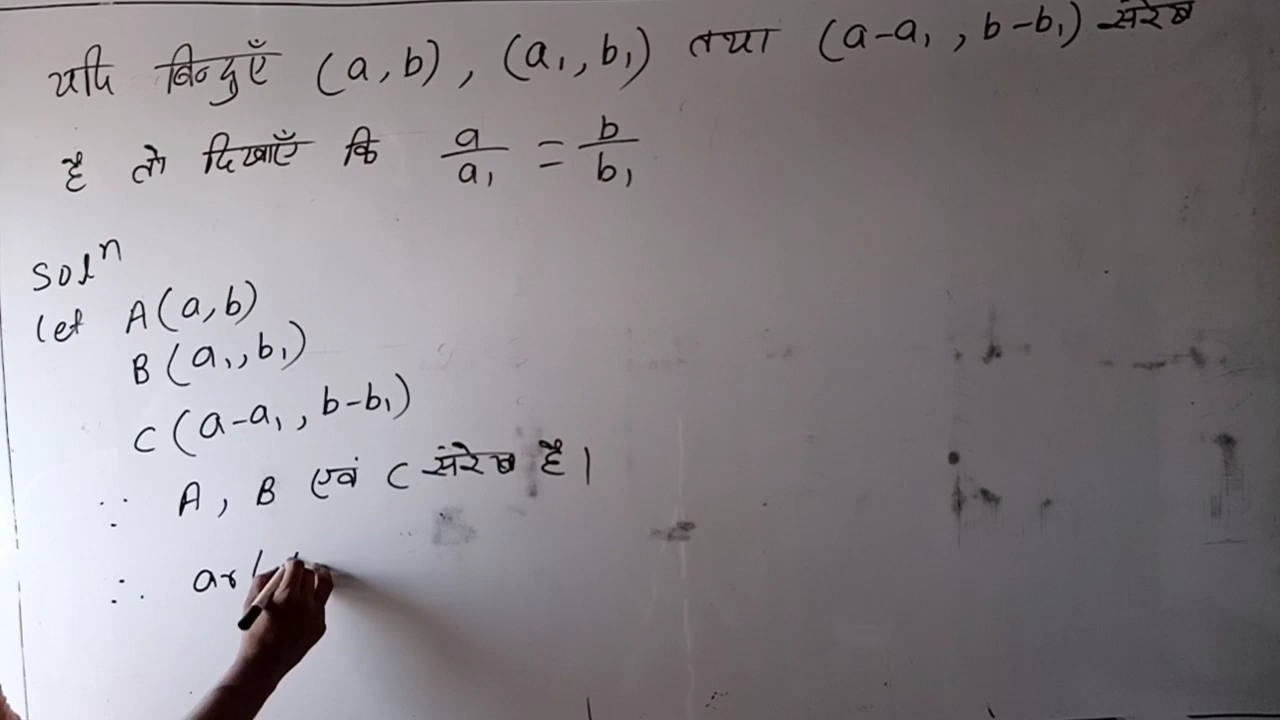 यदि बिन्दुएँ (a, b), (a₁, b₁) तथा (a-a₁, b-b₁) संरेख
है तो दिखाएँ कि a/a₁ = b/b₁
Solⁿ
let A(a,b)
B(a₁, b₁)
C(a-a₁, b-b₁)
∵ A, B एवं C संरेख है।
∴ ar